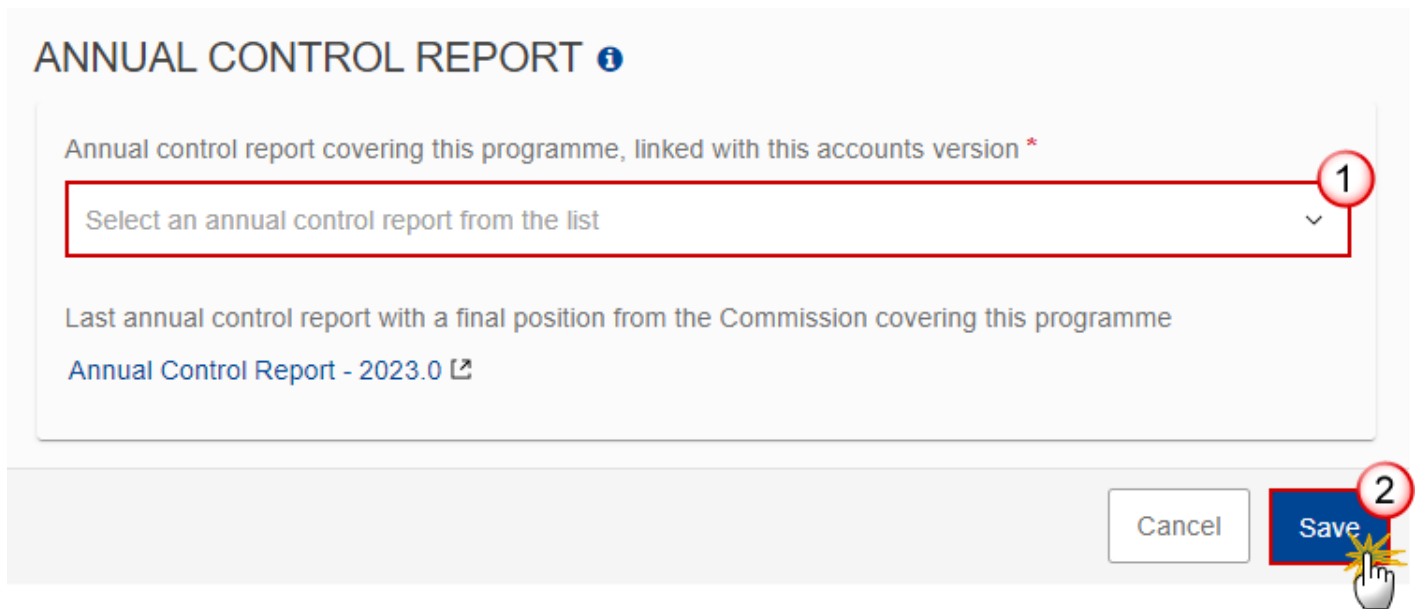 ANNUAL CONTROL REPORT
Annual control report covering this programme, linked with this accounts version *
1
Select an annual control report from the list
Last annual control report with a final position from the Commission covering this programme
Annual Control Report - 2023.0
2
Cancel
Save